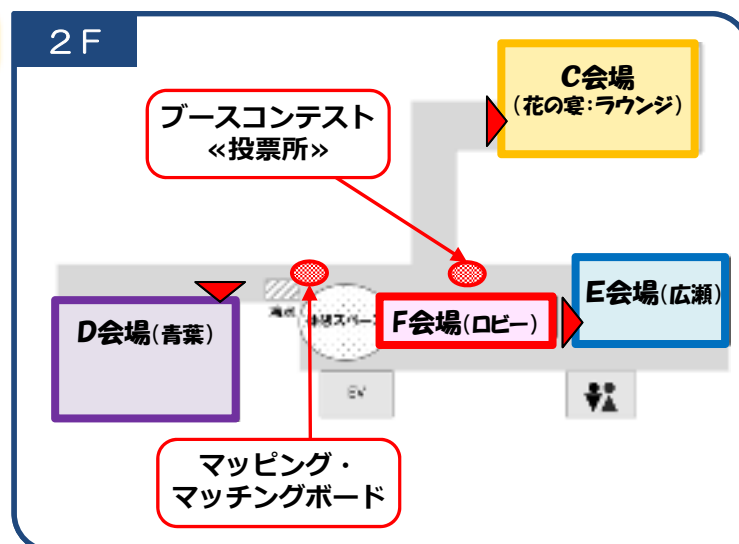 ２Ｆ
C会場
(花の宴:ラウンジ)
ブースコンテスト
≪投票所≫
E会場(広瀬)
D会場(青葉)
F会場(ロビー)
EV
マッピング・
マッチングボード